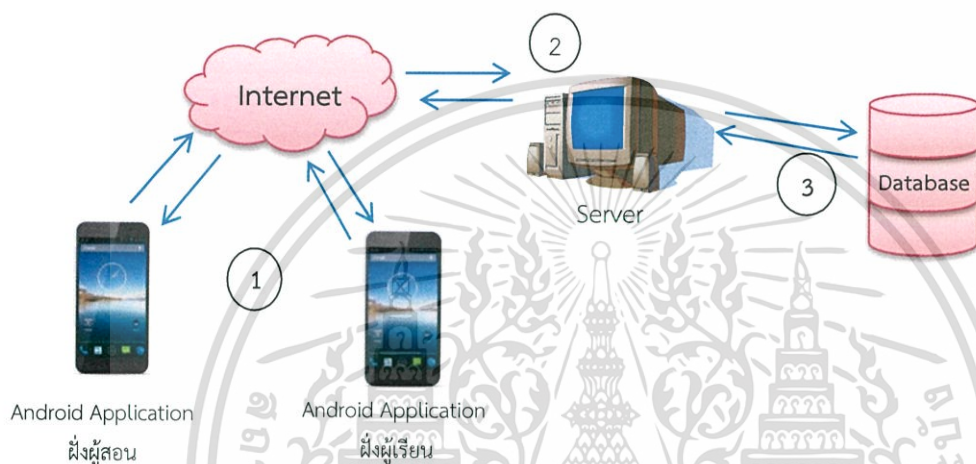 2
Internet
3
Database
Server
1
Android Application
ฝั่งผู้สอน
Android Application
ฝั่งผู้เรียน